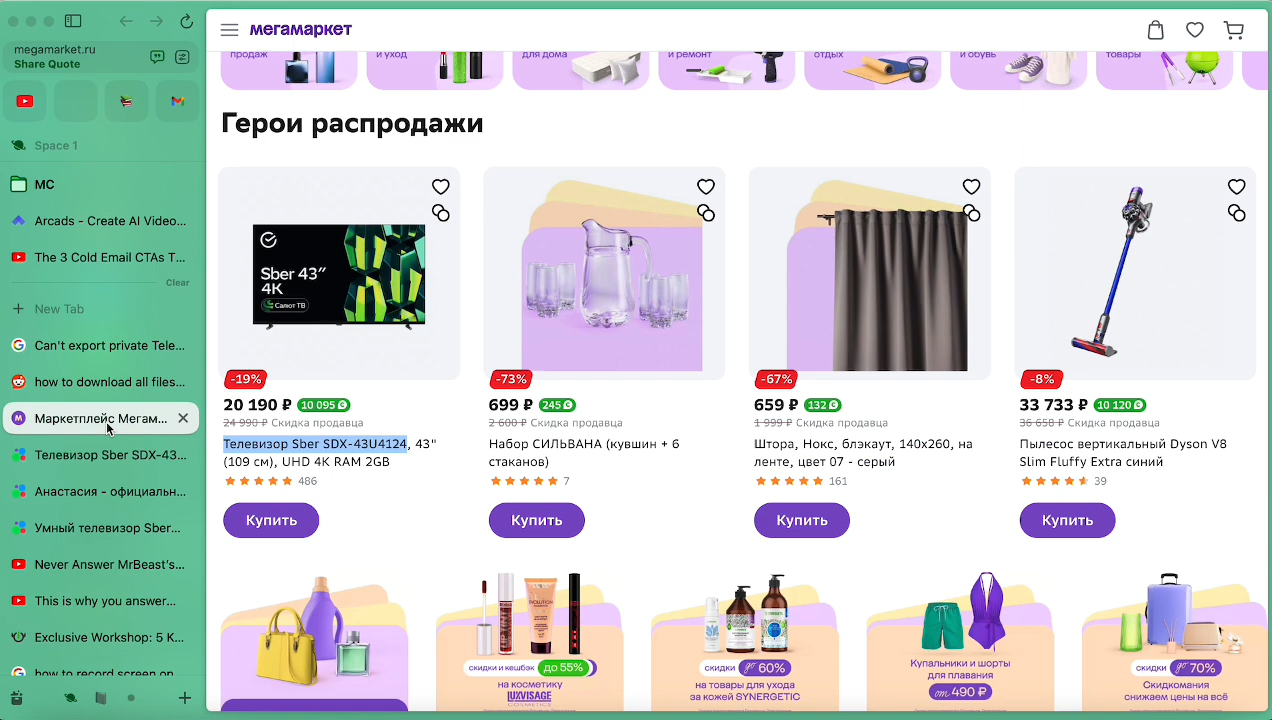 megamarket.ru
Share Quote
Space 1
MC
Arcads - Create AI Video...
The 3 Cold Email CTAs T...
Clear
New Tab
Can't export private Tele...
how to download all files...
Маркетплейс Мегам...
Телевизор Sber SDX-43...
Анастасия - официальн...
Умный телевизор Sber...
Never Answer MrBeast's...
This is why you answer...
Exclusive Workshop: 5 K...
how to record screen on
мегамаркет
продаж
и уход
для дома
и ремонт
отдых
и обувь
товары
Герои распродажи
Sber 43″
4K
Салют ТВ
-19%
20 190 ₽ 10 095
24 990 ₽ Скидка продавца
Телевизор Sber SDX-43U4124, 43"
(109 см), UHD 4K RAM 2GB
486
Купить
-73%
699 ₽ 245
2 600 ₽ Скидка продавца
Набор СИЛЬВАНА (кувшин + 6
стаканов)
7
Купить
-67%
659 ₽ 132
1 999 ₽ Скидка продавца
Штора, Нокс, блэкаут, 140х260, на
ленте, цвет 07 - серый
161
Купить
-8%
33 733 ₽ 10 120
36 658 ₽ Скидка продавца
Пылесос вертикальный Dyson V8
Slim Fluffy Extra синий
39
Купить
EVOLUTION
скидки и кешбэк до 55%
на косметику
LUXVISAGE
COSMETICS
скидки до 60%
на товары для ухода
за кожей SYNERGETIC
Купальники и шорты
для плавания
от 490 ₽
скидки до 70%
Скидкомания
снижаем цены на всё